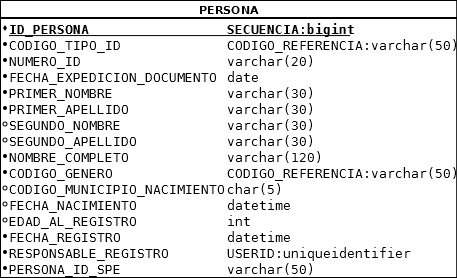 PERSONA
ID_PERSONA SECUENCIA:bigint
CODIGO_TIPO_ID CODIGO_REFERENCIA:varchar(50)
NUMERO_ID varchar(20)
FECHA_EXPEDICION_DOCUMENTO date
PRIMER_NOMBRE varchar(30)
PRIMER_APELLIDO varchar(30)
SEGUNDO_NOMBRE varchar(30)
SEGUNDO_APELLIDO varchar(30)
NOMBRE_COMPLETO varchar(120)
CODIGO_GENERO CODIGO_REFERENCIA:varchar(50)
CODIGO_MUNICIPIO_NACIMIENTO char(5)
FECHA_NACIMIENTO datetime
EDAD_AL_REGISTRO int
FECHA_REGISTRO datetime
RESPONSABLE_REGISTRO USERID:uniqueidentifier
PERSONA_ID_SPE varchar(50)